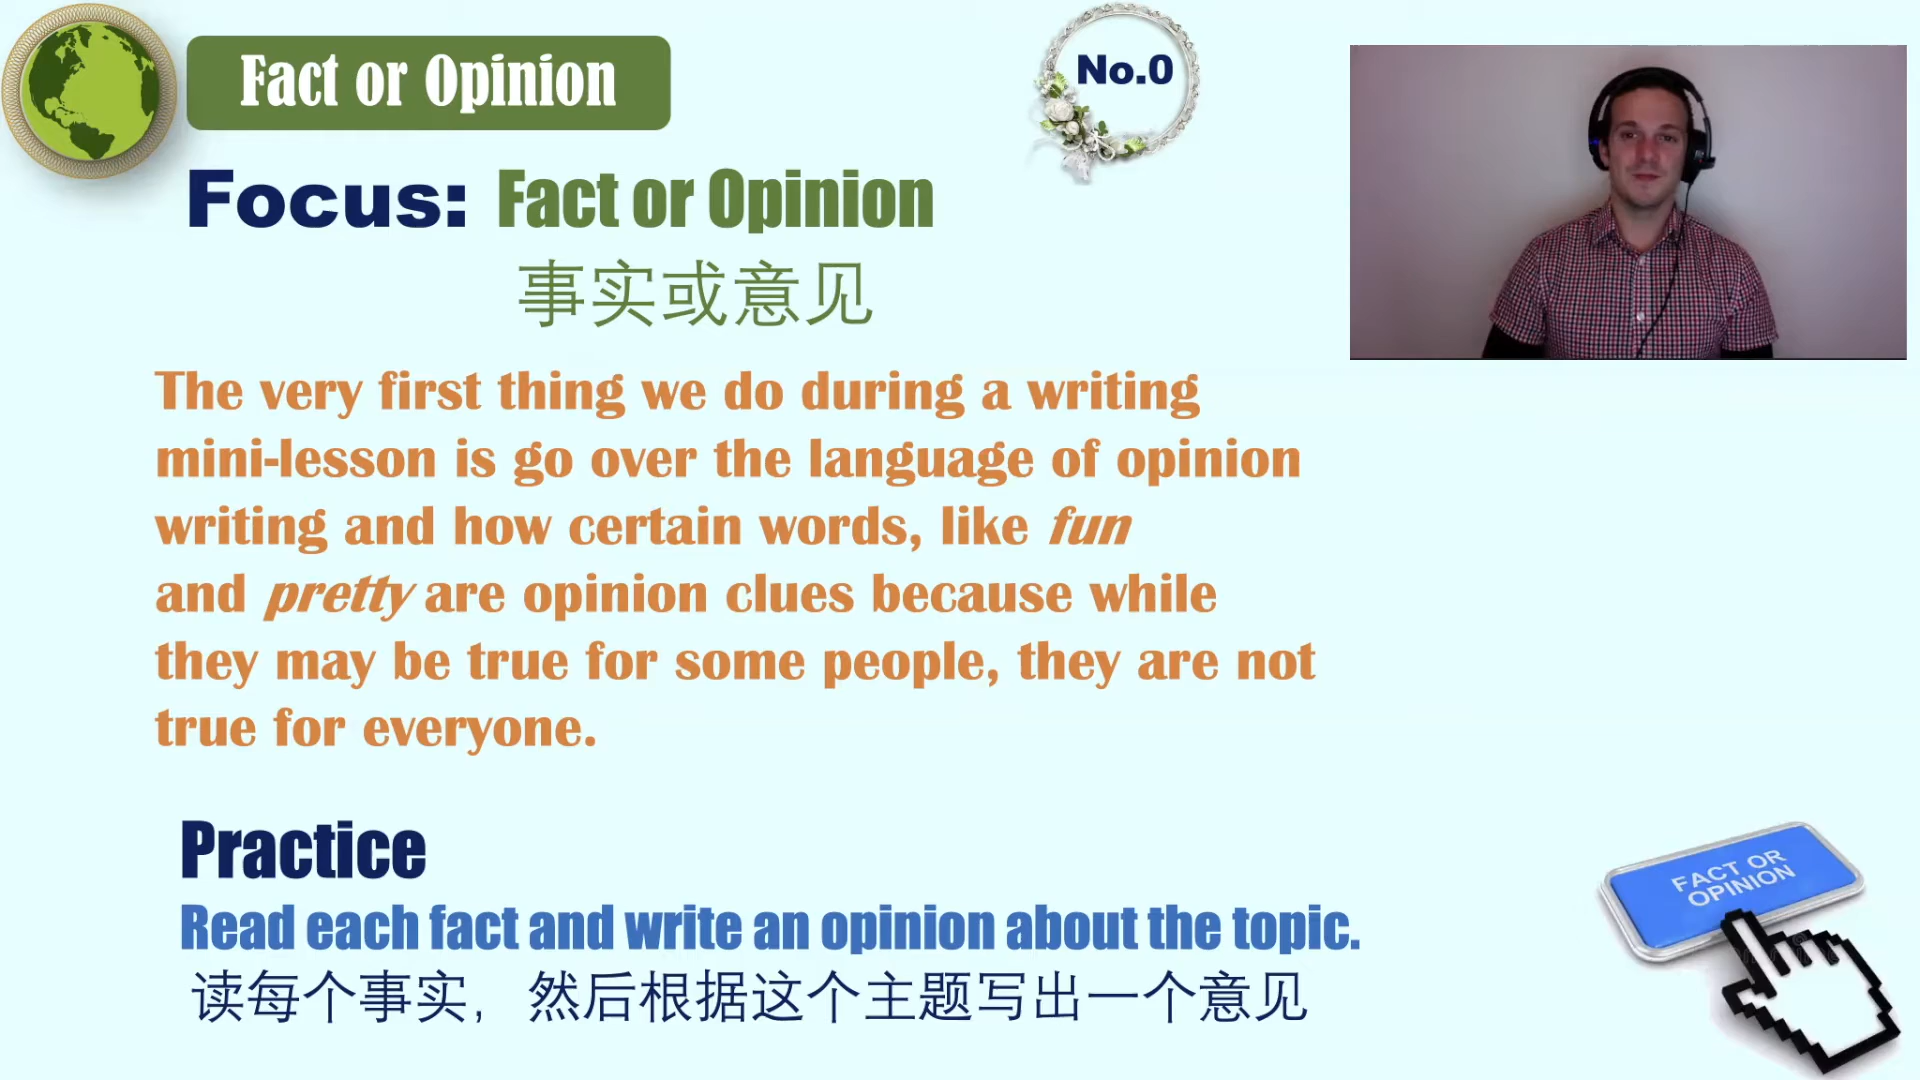 Fact or Opinion
No.0
Focus: Fact or Opinion
事实或意见
The very first thing we do during a writing
mini-lesson is go over the language of opinion
writing and how certain words, like fun
and pretty are opinion clues because while
they may be true for some people, they are not
true for everyone.
Practice
Read each fact and write an opinion about the topic.
读每个事实，然后根据这个主题写出一个意见
FACT OR
OPINION